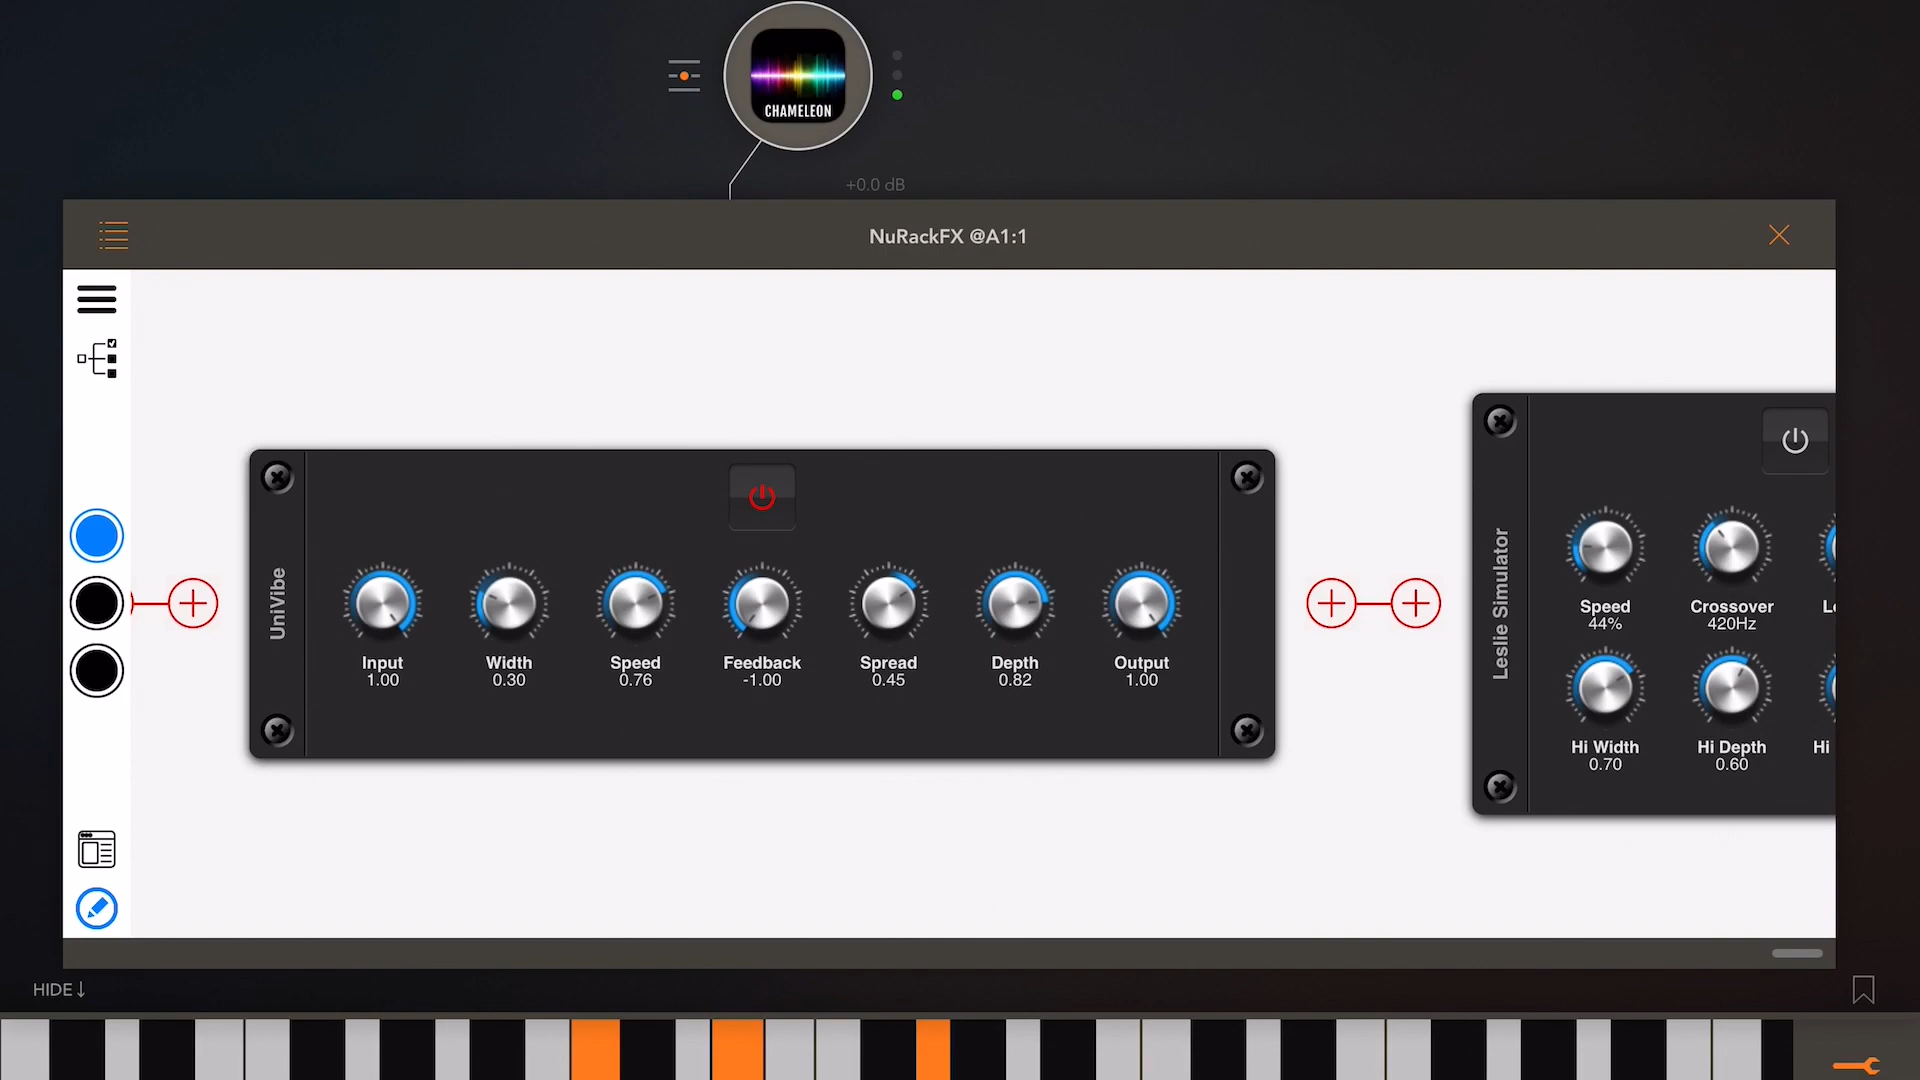 CHAMELEON
+0.0 dB
NuRackFX @A1:1
UniVibe
Input
1.00
Width
0.30
Speed
0.76
Feedback
-1.00
Spread
0.45
Depth
0.82
Output
1.00
Leslie Simulator
Speed
44%
Crossover
420Hz
Hi Width
0.70
Hi Depth
0.60
Hi
HIDE↓